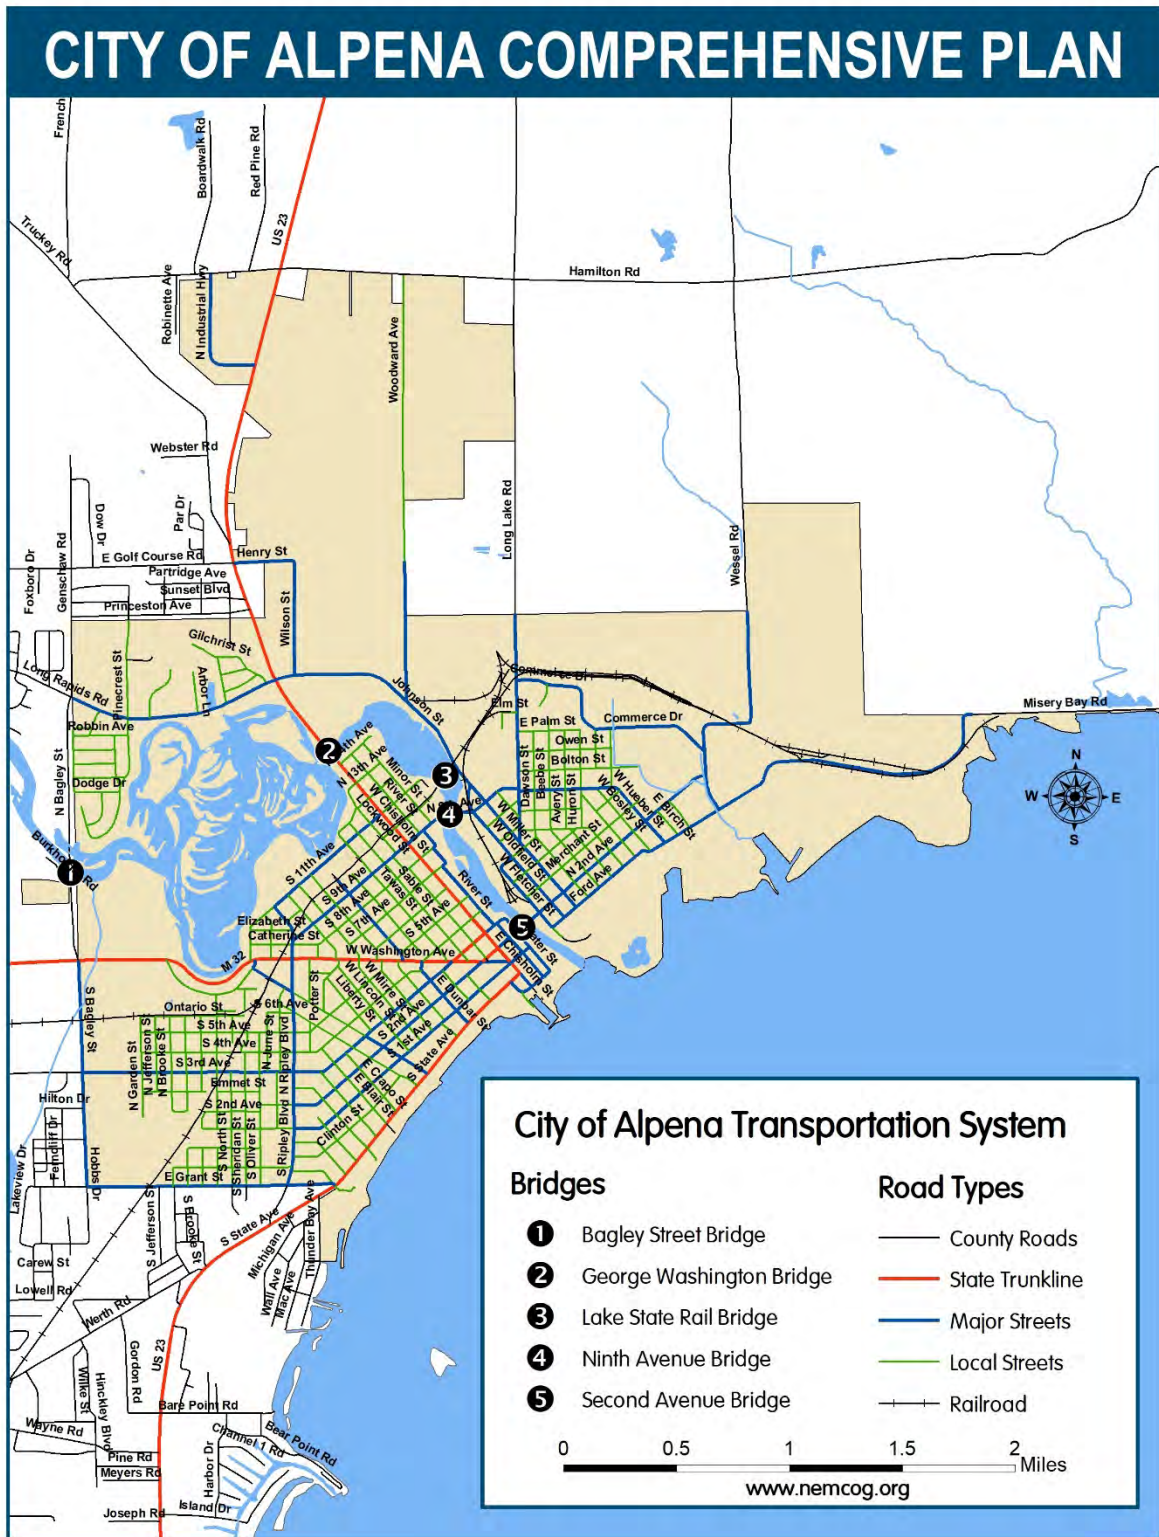 CITY OF ALPENA COMPREHENSIVE PLAN
French
Boardwalk Rd
Red Pine Rd
US 23
Truckey Rd
Hamilton Rd
Robinette Ave
N Industrial Hwy
Woodward Ave
Webster Rd
Long Lake Rd
Wessel Rd
Dow Dr
Par Dr
Foxboro Dr
Genschaw Rd
E Golf Course Rd
Henry St
Partridge Ave
Sunset Blvd
Princeston Ave
Wilson St
Gilchrist St
Long Rapids Rd
Pinecrest St
Arbor Ln
Johnson St
Commerce Dr
Elm St
Misery Bay Rd
Robbin Ave
E Palm St
Commerce Dr
Owen St
Bolton St
Dodge Dr
N Bagley St
N 13th Ave
Minor St
River St
W Chisholm St
Lockwood St
Dawson St
Beebe St
Avery St
Huron St
W Hueber St
W Bosley St
E Birch St
W Miller St
W Oldfield St
W Fletcher St
Merchant St
N 2nd Ave
Ford Ave
N
W
E
S
1
2
3
4
5
Rd
S 11th Ave
S 9th Ave
S 8th Ave
S 7th Ave
Sable St
Tawas St
S 5th Ave
River St
Elizabeth St
Catherine St
W Washington Ave
M 32
E Chisholm St
S Bagley St
Ontario St
S 6th Ave
Potter St
W Mirre St
W Lincoln St
Liberty St
E Dunbar St
S 2nd Ave
S 1st Ave
S State Ave
S 5th Ave
S 4th Ave
S 3rd Ave
N Garden St
N Jefferson St
N Brooke St
N June St
N Ripley Blvd
Emmet St
S 2nd Ave
E Crapo St
E Blair St
Clinton St
Hilton Dr
Ferncliff Dr
Lakeview Dr
Hobbs Dr
S North St
S Sheridan St
S Oliver St
S Ripley Blvd
E Grant St
S Jefferson St
S Brooke St
S State Ave
Michigan Ave
Thunder Bay Ave
Wall Ave
Mac Ave
Carew St
Lowell Rd
Werth Rd
US 23
Gordon Rd
Wilke St
Hinckley Blvd
Wayne Rd
Pine Rd
Meyers Rd
Joseph Rd
Bare Point Rd
Channel 1 Rd
Bear Point Rd
Harbor Dr
Island Dr
City of Alpena Transportation System
Bridges
1 Bagley Street Bridge
2 George Washington Bridge
3 Lake State Rail Bridge
4 Ninth Avenue Bridge
5 Second Avenue Bridge
Road Types
County Roads
State Trunkline
Major Streets
Local Streets
Railroad
0 0.5 1 1.5 2
Miles
www.nemcog.org